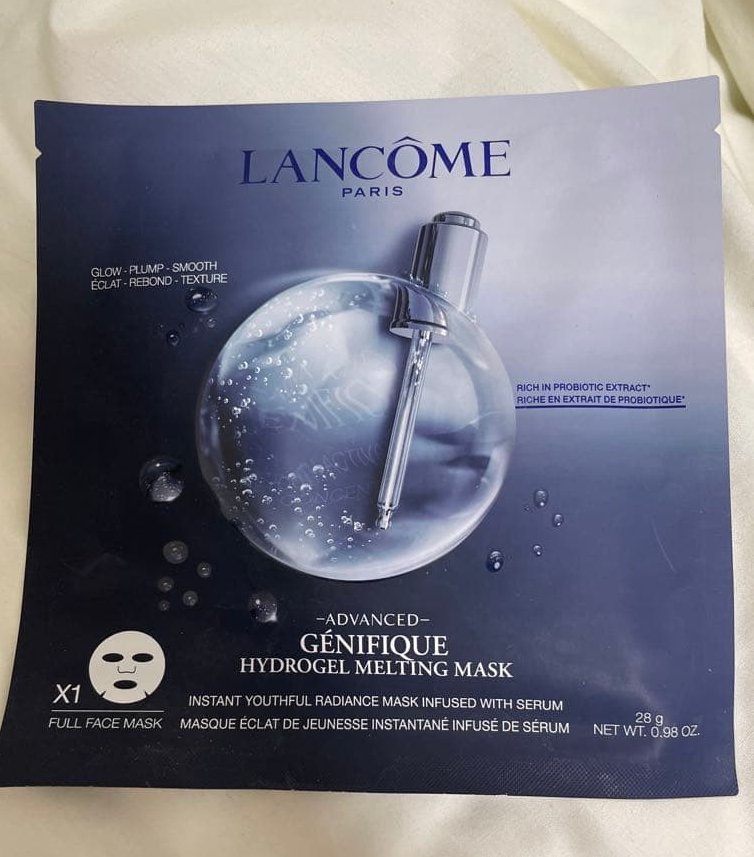 LANCÔME
PARIS
GLOW - PLUMP - SMOOTH
ÉCLAT - REBOND - TEXTURE
RICH IN PROBIOTIC EXTRACT*
RICHE EN EXTRAIT DE PROBIOTIQUE*
–ADVANCED–
GÉNIFIQUE
HYDROGEL MELTING MASK
X1
FULL FACE MASK
INSTANT YOUTHFUL RADIANCE MASK INFUSED WITH SERUM
MASQUE ÉCLAT DE JEUNESSE INSTANTANÉ INFUSÉ DE SÉRUM
28 g
NET WT. 0.98 OZ.